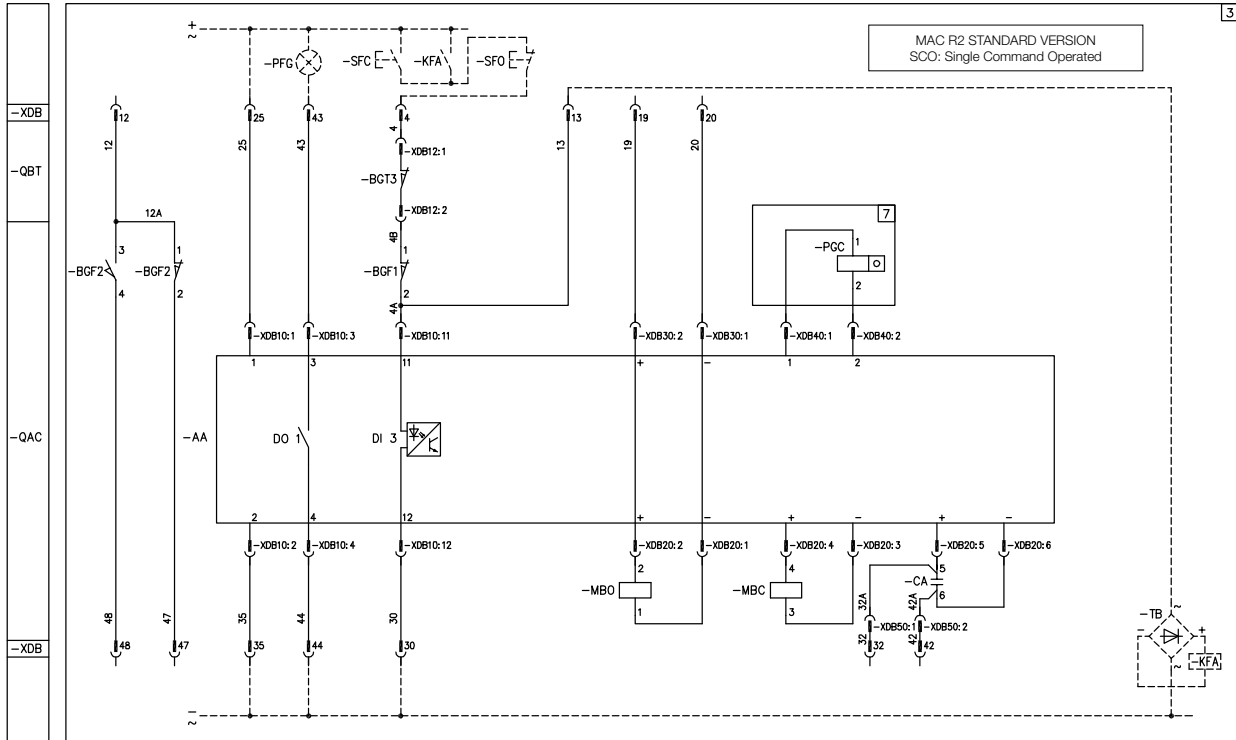 3
MAC R2 STANDARD VERSION
SCO: Single Command Operated
+
~
-PFG
-SFC
-KFA
-SFO
-XDB
12
25
43
4
13
19
20
12
25
43
4
13
19
20
-XDB12:1
-QBT
-BGT3
-XDB12:2
12A
4B
7
-PGC
1
2
3
1
1
-BGF2
-BGF2
-BGF1
4
2
2
4A
-XDB10:1
-XDB10:3
-XDB10:11
-XDB30:2
-XDB30:1
-XDB40:1
-XDB40:2
1
3
11
+
-
1
2
-QAC
-AA
DO 1
DI 3
2
4
12
+
-
+
-
+
-
-XDB10:2
-XDB10:4
-XDB10:12
-XDB20:2
-XDB20:1
-XDB20:4
-XDB20:3
-XDB20:5
-XDB20:6
2
4
5
-MBO
-MBC
-CA
1
3
6
48
47
35
44
30
32A
42A
-XDB50:1
-XDB50:2
32
42
-TB
~
-
+
~
-KFA
-XDB
48
47
35
44
30
32
42
-
~